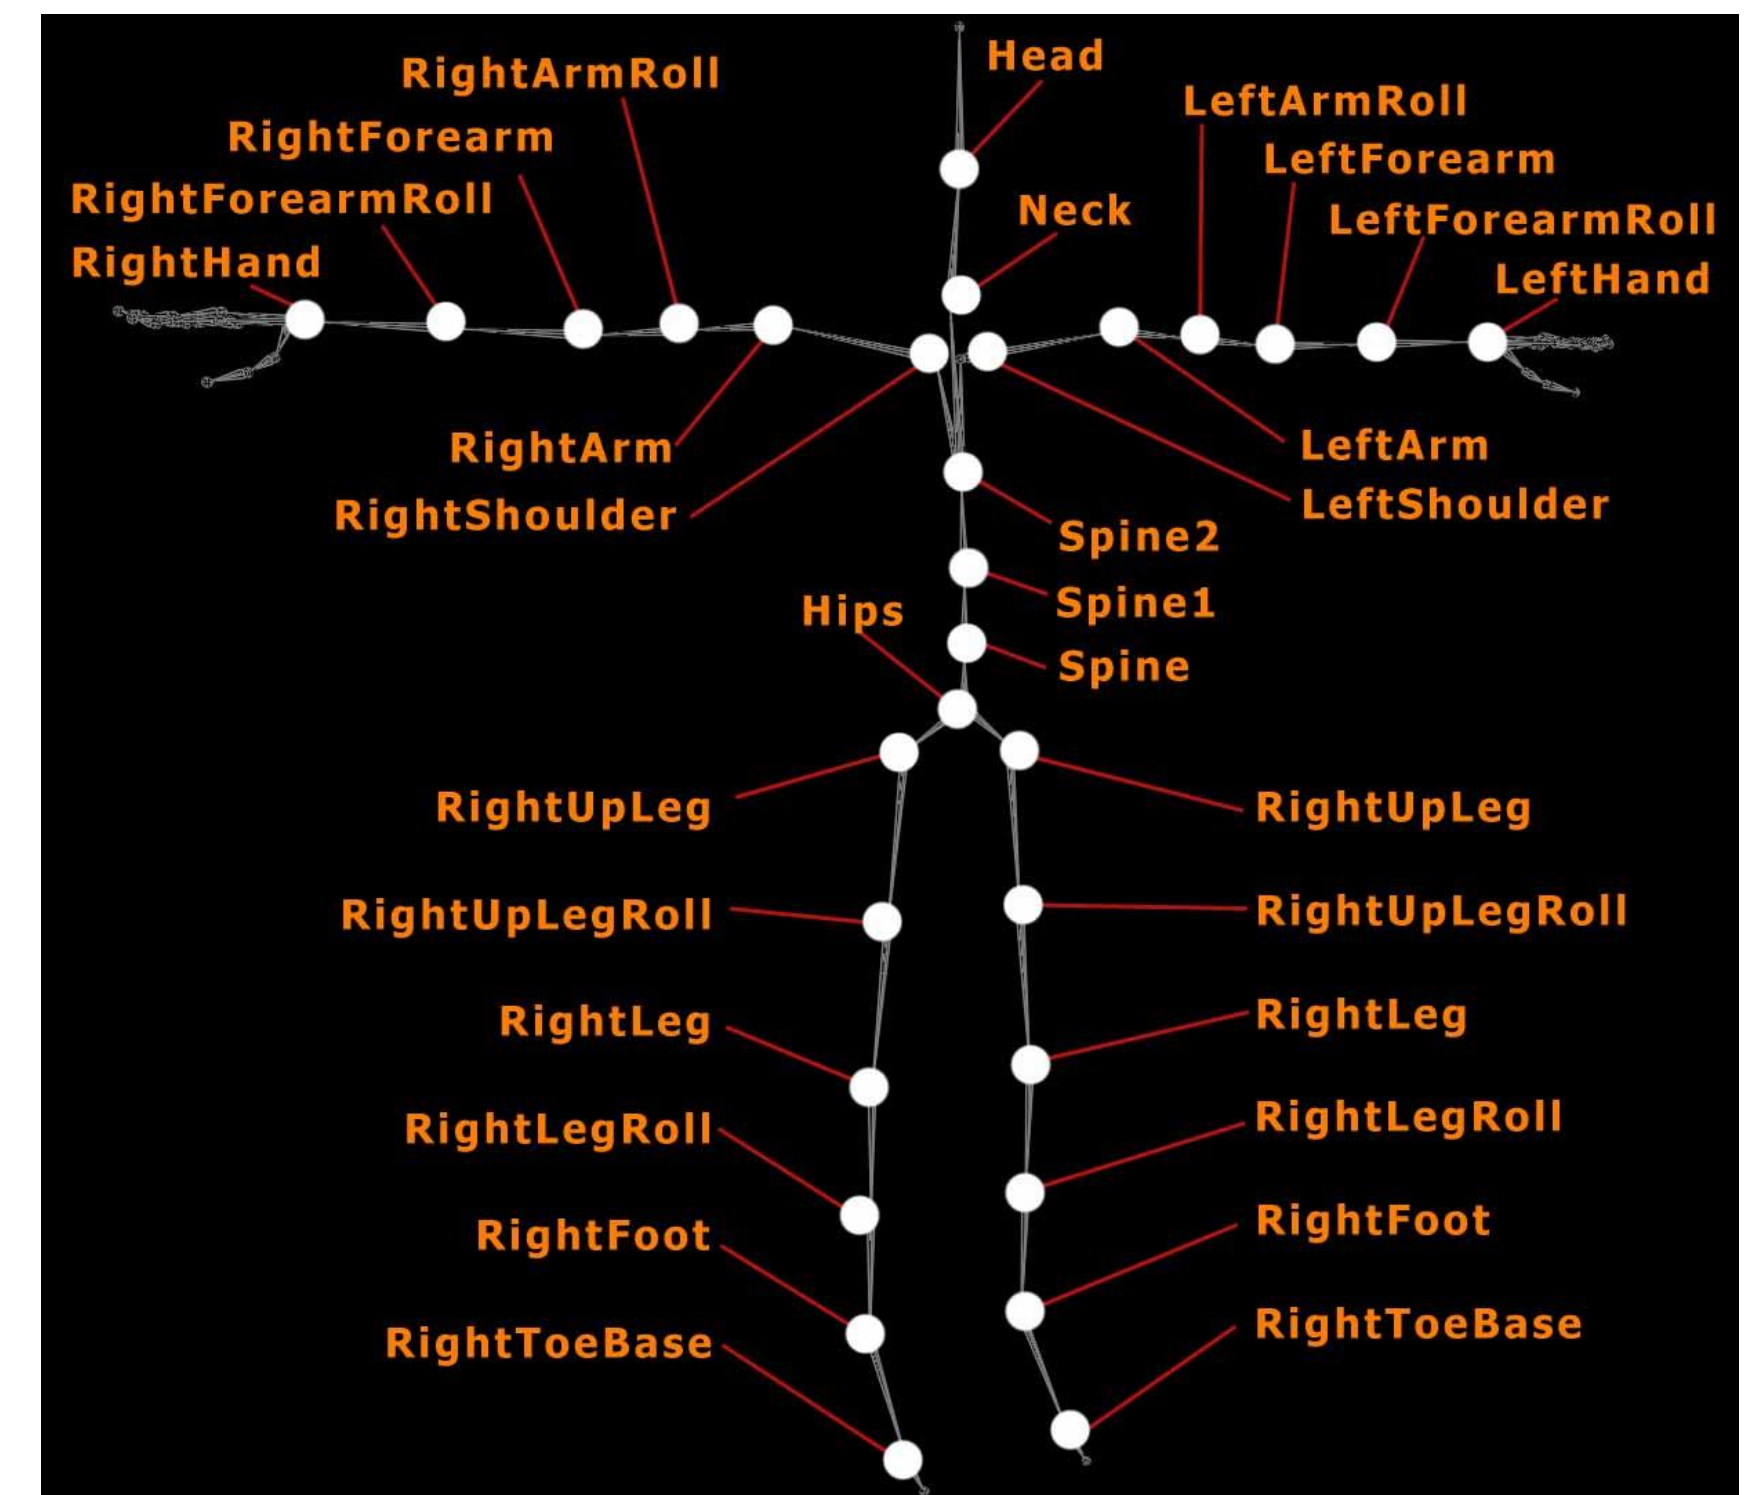 Head
RightArmRoll
LeftArmRoll
RightForearm
LeftForearm
RightForearmRoll
Neck
LeftForearmRoll
RightHand
LeftHand
RightArm
LeftArm
RightShoulder
LeftShoulder
Spine2
Spine1
Hips
Spine
RightUpLeg
RightUpLeg
RightUpLegRoll
RightUpLegRoll
RightLeg
RightLeg
RightLegRoll
RightLegRoll
RightFoot
RightFoot
RightToeBase
RightToeBase